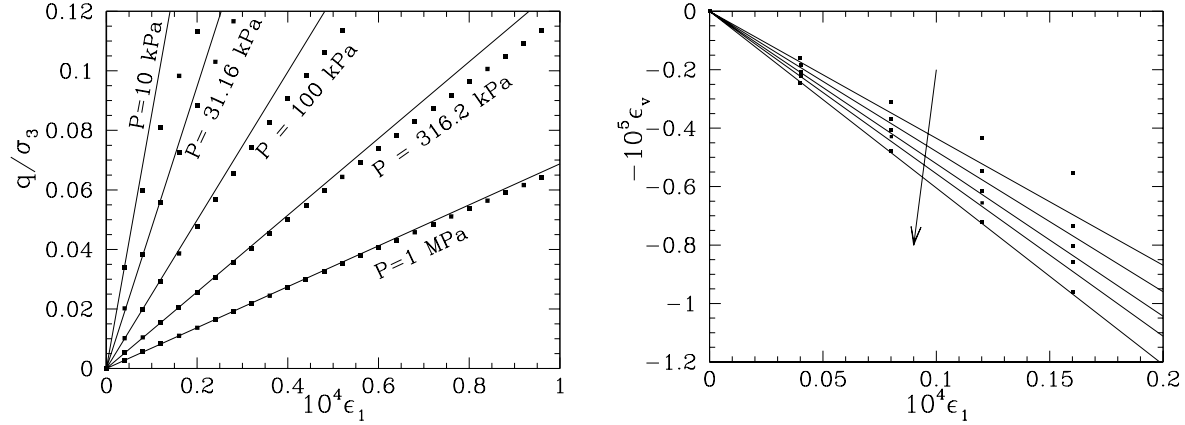 0.12
0.1
0.08
0.06
0.04
0.02
0
q/σ₃
P=10 kPa
P= 31.16 kPa
P = 100 kPa
P = 316.2 kPa
P=1 MPa
0 0.2 0.4 0.6 0.8 1
10⁴ϵ₁
0
−0.2
−0.4
−0.6
−0.8
−1
−1.2
−10⁵ϵᵥ
0 0.05 0.1 0.15 0.2
10⁴ϵ₁